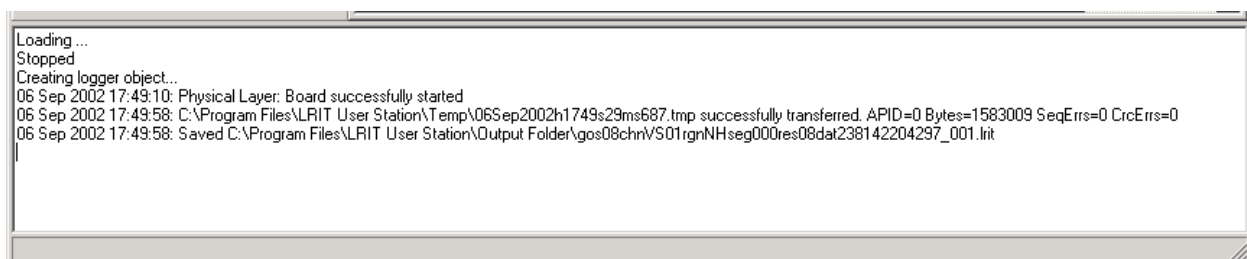 Loading ...
Stopped
Creating logger object...
06 Sep 2002 17:49:10: Physical Layer: Board successfully started
06 Sep 2002 17:49:58: C:\Program Files\LRIT User Station\Temp\06Sep2002h1749s29ms687.tmp successfully transferred. APID=0 Bytes=1583009 SeqErrs=0 CrcErrs=0
06 Sep 2002 17:49:58: Saved C:\Program Files\LRIT User Station\Output Folder\gos08chnVS01rgnNHseg000res08dat238142204297_001.lrit